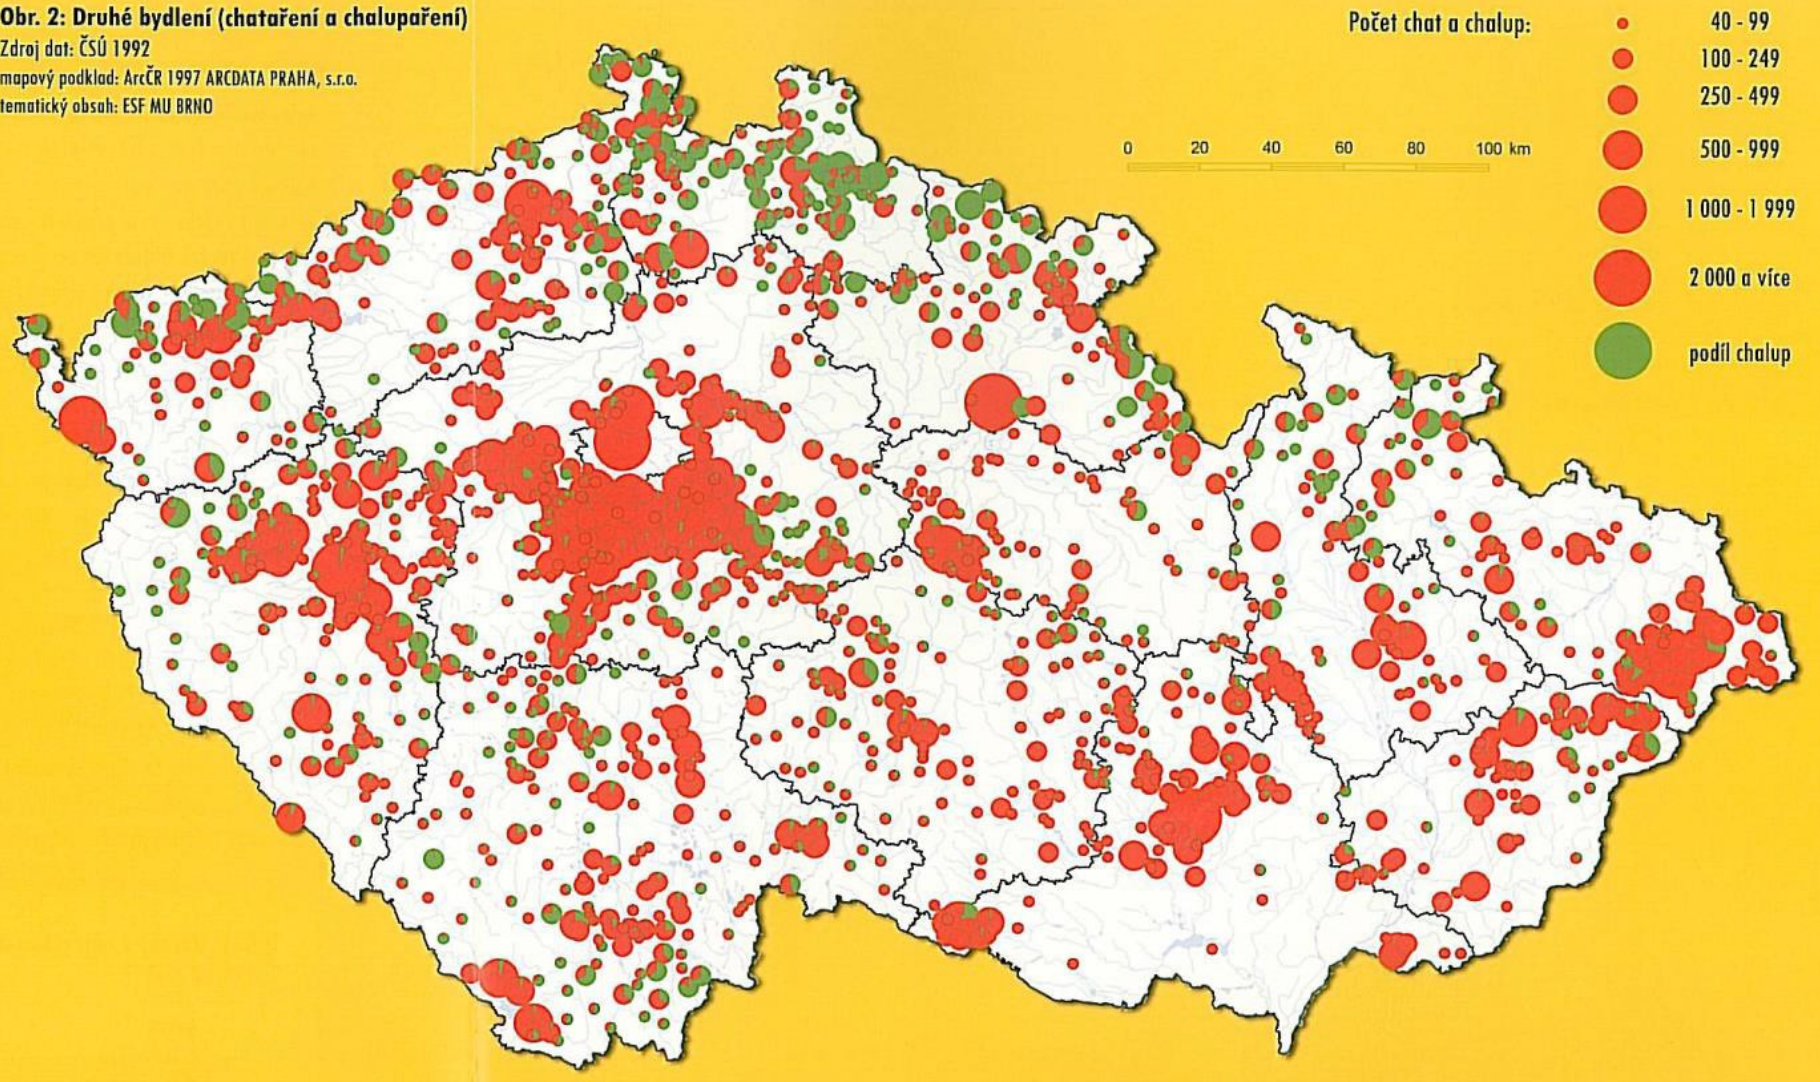 Obr. 2: Druhé bydlení (chataření a chalupaření)
Zdroj dat: ČSÚ 1992
mapový podklad: ArcČR 1997 ARCDATA PRAHA, s.r.o.
tematický obsah: ESF MU BRNO
Počet chat a chalup:
40 - 99
100 - 249
250 - 499
500 - 999
1 000 - 1 999
2 000 a více
podíl chalup
0 20 40 60 80 100 km